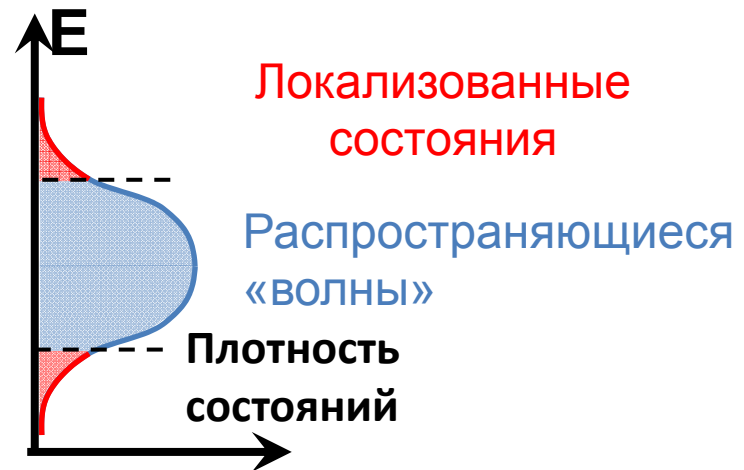 E
Локализованные
состояния
Распространяющиеся
«волны»
Плотность
состояний